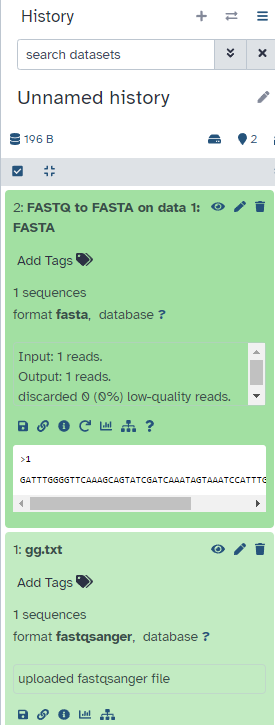 History
search datasets
Unnamed history
196 B
2
2: FASTQ to FASTA on data 1:
FASTA
Add Tags
1 sequences
format fasta, database ?
Input: 1 reads.
Output: 1 reads.
discarded 0 (0%) low-quality reads.
>1
GATTTGGGGTTCAAAGCAGTATCGATCAAATAGTAAATCCATTTG
1: gg.txt
Add Tags
1 sequences
format fastqsanger, database ?
uploaded fastqsanger file